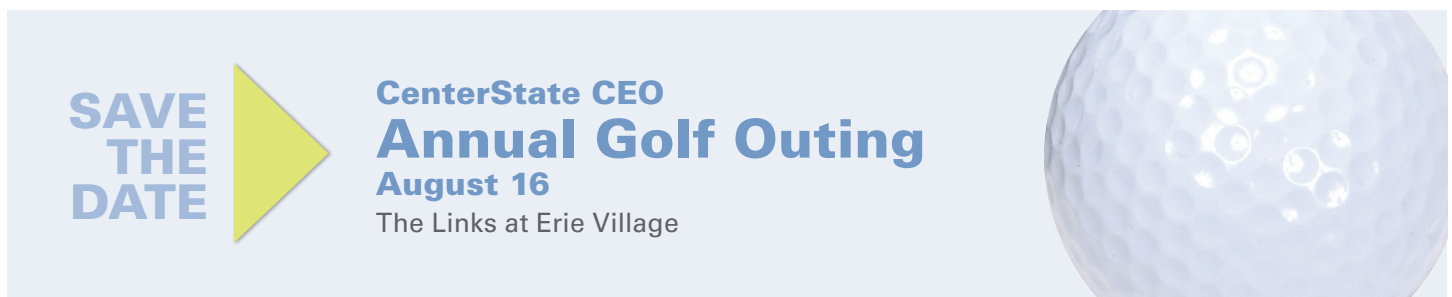 SAVE
THE
DATE
CenterState CEO
Annual Golf Outing
August 16
The Links at Erie Village